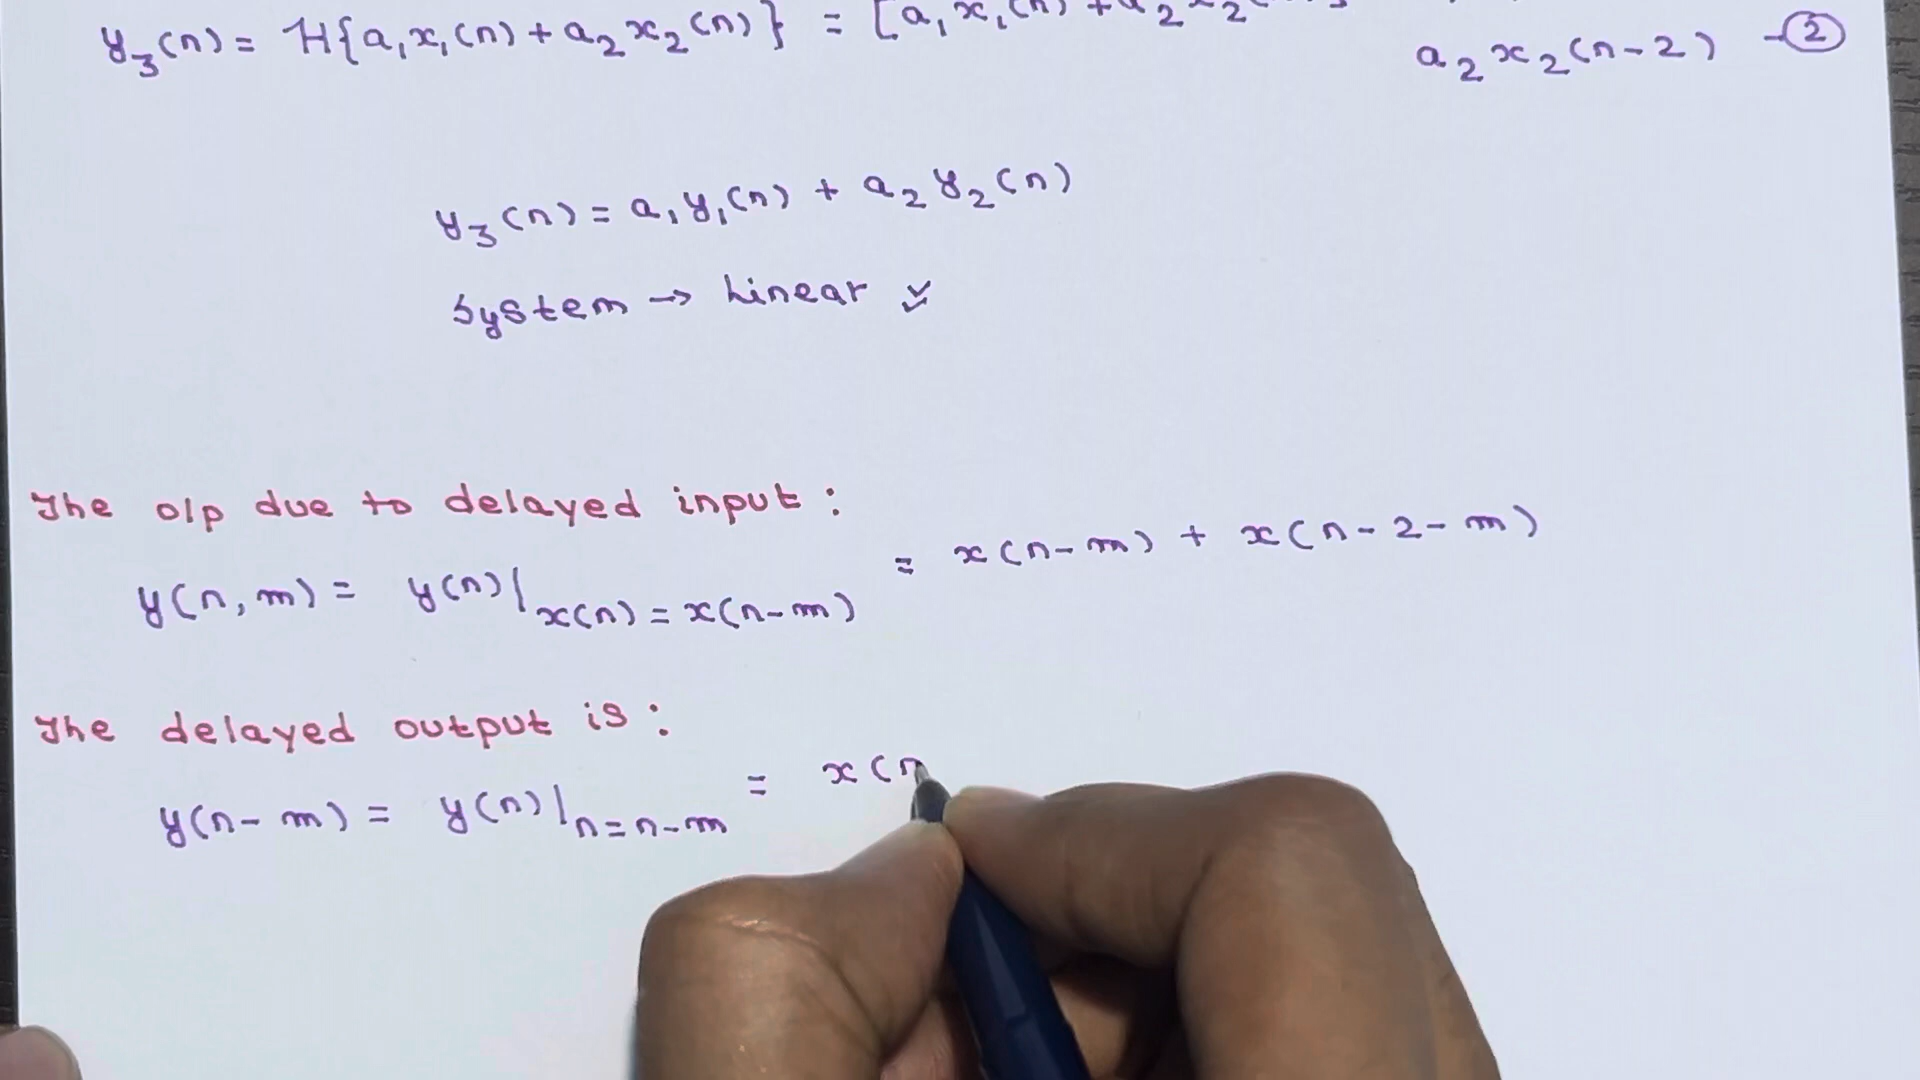 y₃(n) = H{a₁x₁(n) + a₂x₂(n)} = [a₁x₁(n) + a₂x₂
a₂x₂(n-2) -②
y₃(n) = a₁y₁(n) + a₂y₂(n)
System → Linear
The o/p due to delayed input :
y(n,m) = y(n)|x(n) = x(n-m) = x(n-m) + x(n-2-m)
The delayed output is :
y(n-m) = y(n)|n=n-m = x(n